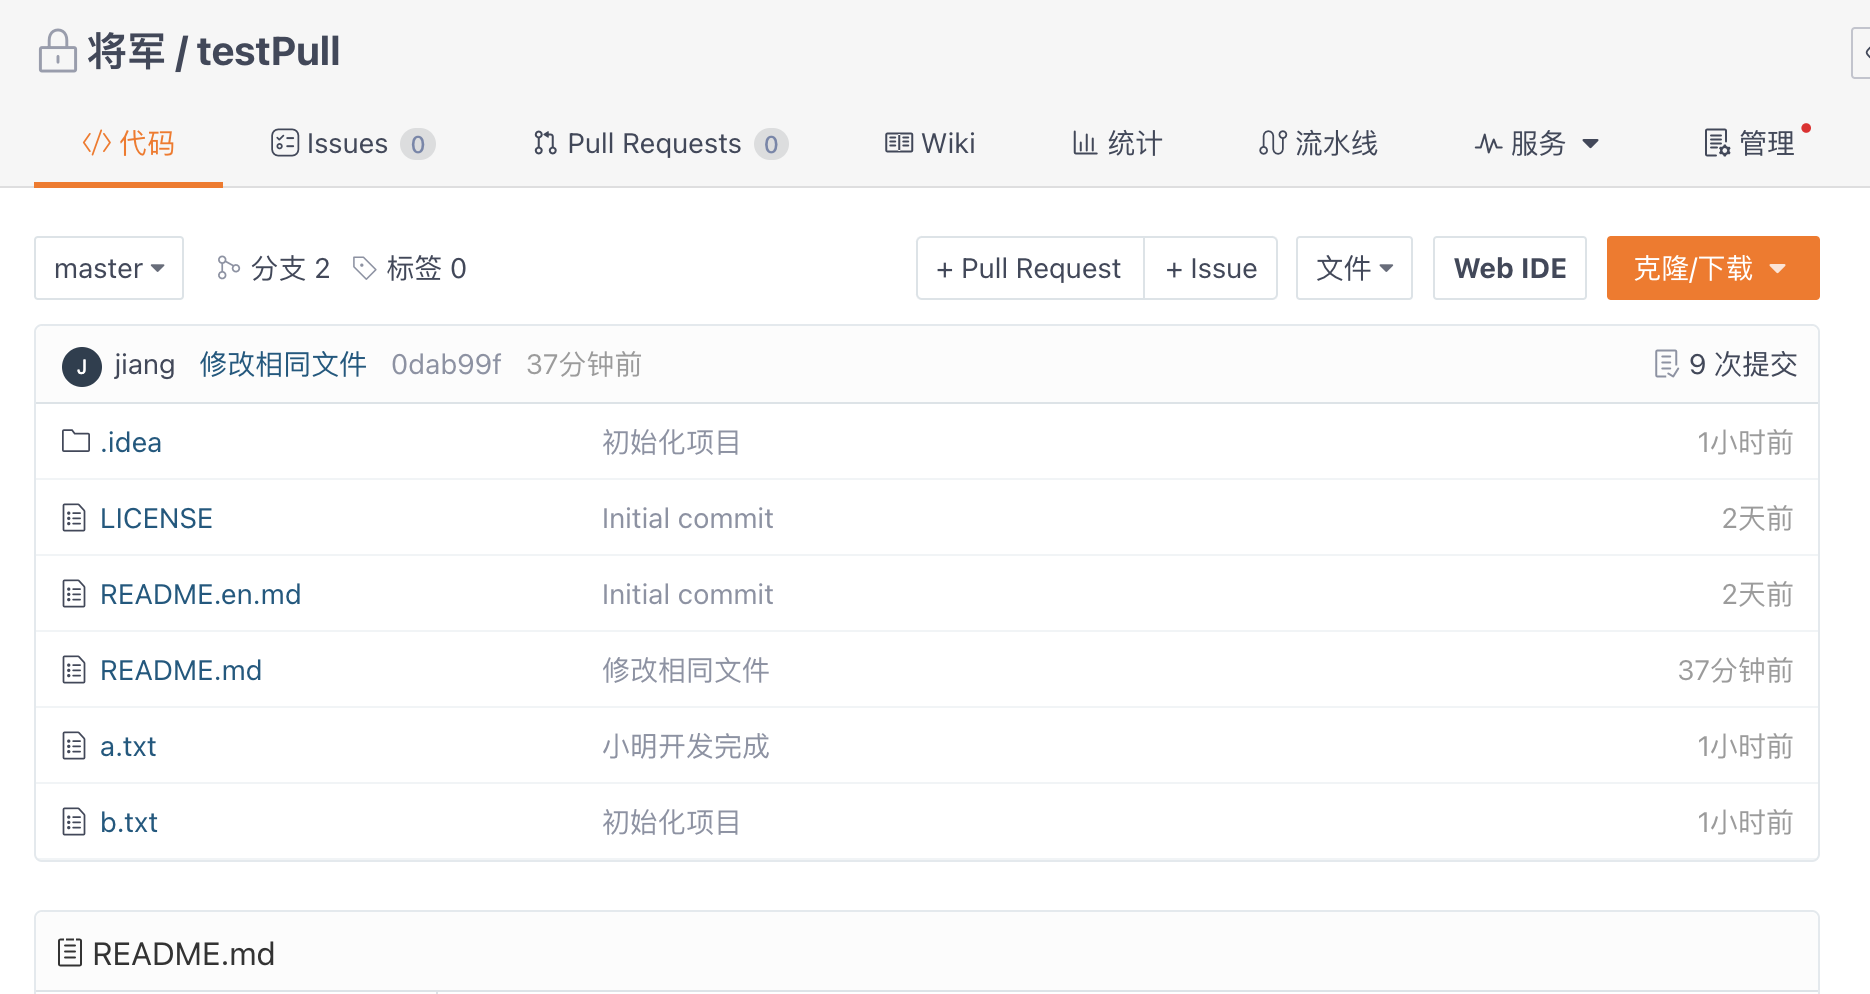 将军 / testPull
代码 Issues 0 Pull Requests 0 Wiki 统计 流水线 服务 管理
master 分支 2 标签 0 + Pull Request + Issue 文件 Web IDE 克隆/下载
J jiang 修改相同文件 0dab99f 37分钟前 9 次提交
.idea 初始化项目 1小时前
LICENSE Initial commit 2天前
README.en.md Initial commit 2天前
README.md 修改相同文件 37分钟前
a.txt 小明开发完成 1小时前
b.txt 初始化项目 1小时前
README.md